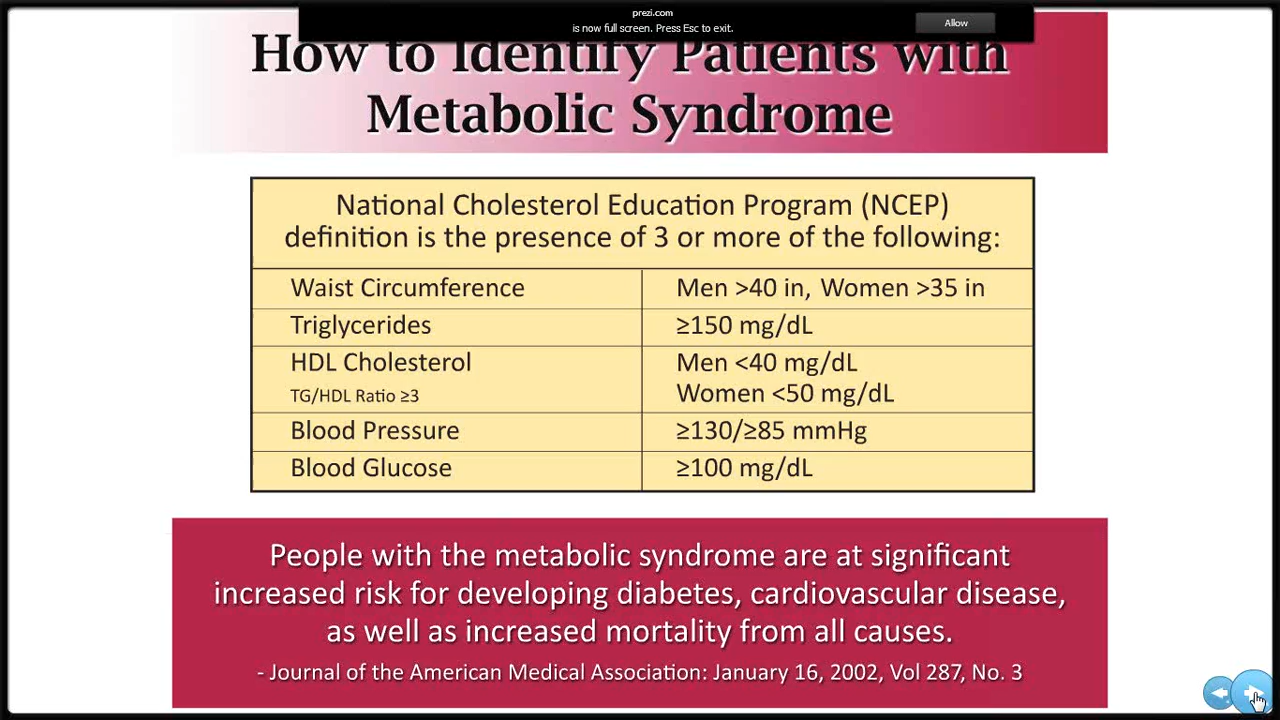 prezi.com
is now full screen. Press Esc to exit.
Allow
How to Identify Patients with
Metabolic Syndrome
National Cholesterol Education Program (NCEP)
definition is the presence of 3 or more of the following:
Waist Circumference Men >40 in, Women >35 in
Triglycerides ≥150 mg/dL
HDL Cholesterol Men <40 mg/dL
TG/HDL Ratio ≥3 Women <50 mg/dL
Blood Pressure ≥130/≥85 mmHg
Blood Glucose ≥100 mg/dL
People with the metabolic syndrome are at significant
increased risk for developing diabetes, cardiovascular disease,
as well as increased mortality from all causes.
- Journal of the American Medical Association: January 16, 2002, Vol 287, No. 3